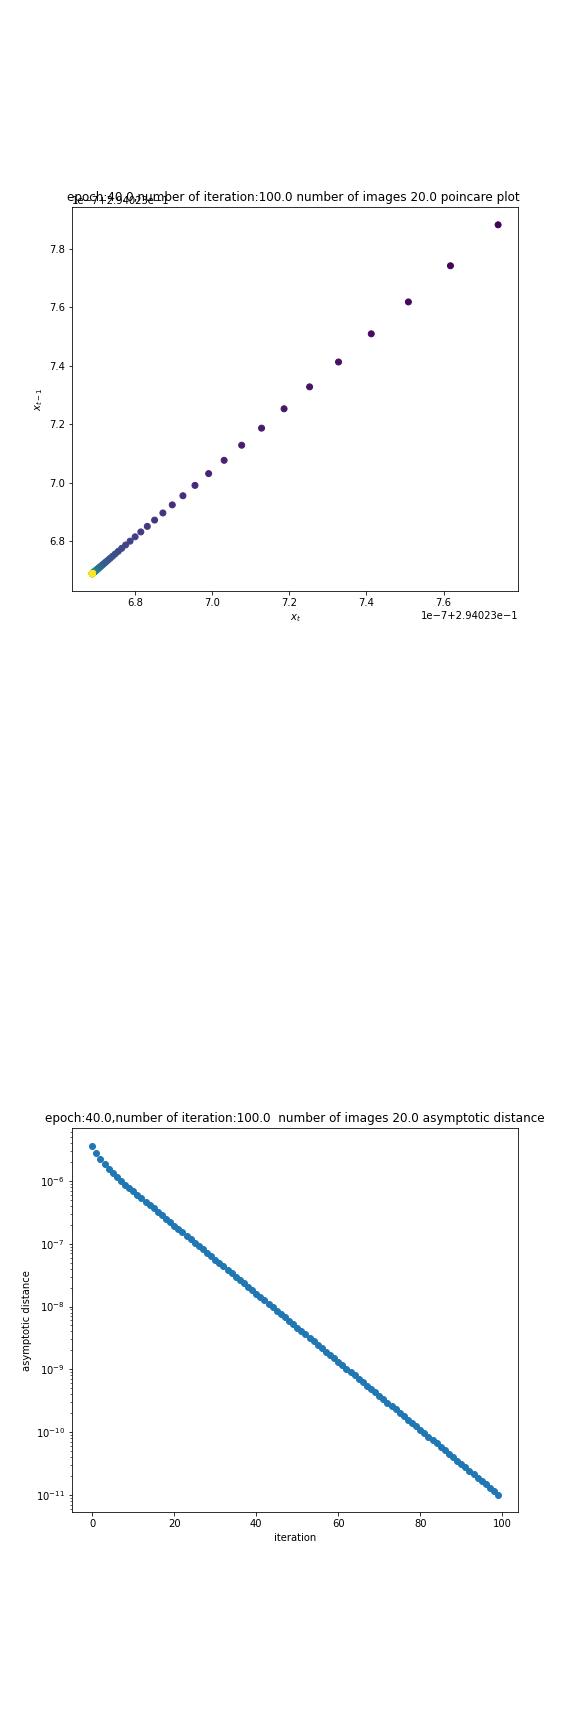 epoch:40.0,number of iteration:100.0 number of images 20.0 poincare plot
1e−7+2.94023e−1
7.8
7.6
7.4
7.2
7.0
6.8
x_{t−1}
6.8 7.0 7.2 7.4 7.6
x_t
1e−7+2.94023e−1
epoch:40.0,number of iteration:100.0  number of images 20.0 asymptotic distance
10^{−6}
10^{−7}
10^{−8}
10^{−9}
10^{−10}
10^{−11}
asymptotic distance
0 20 40 60 80 100
iteration